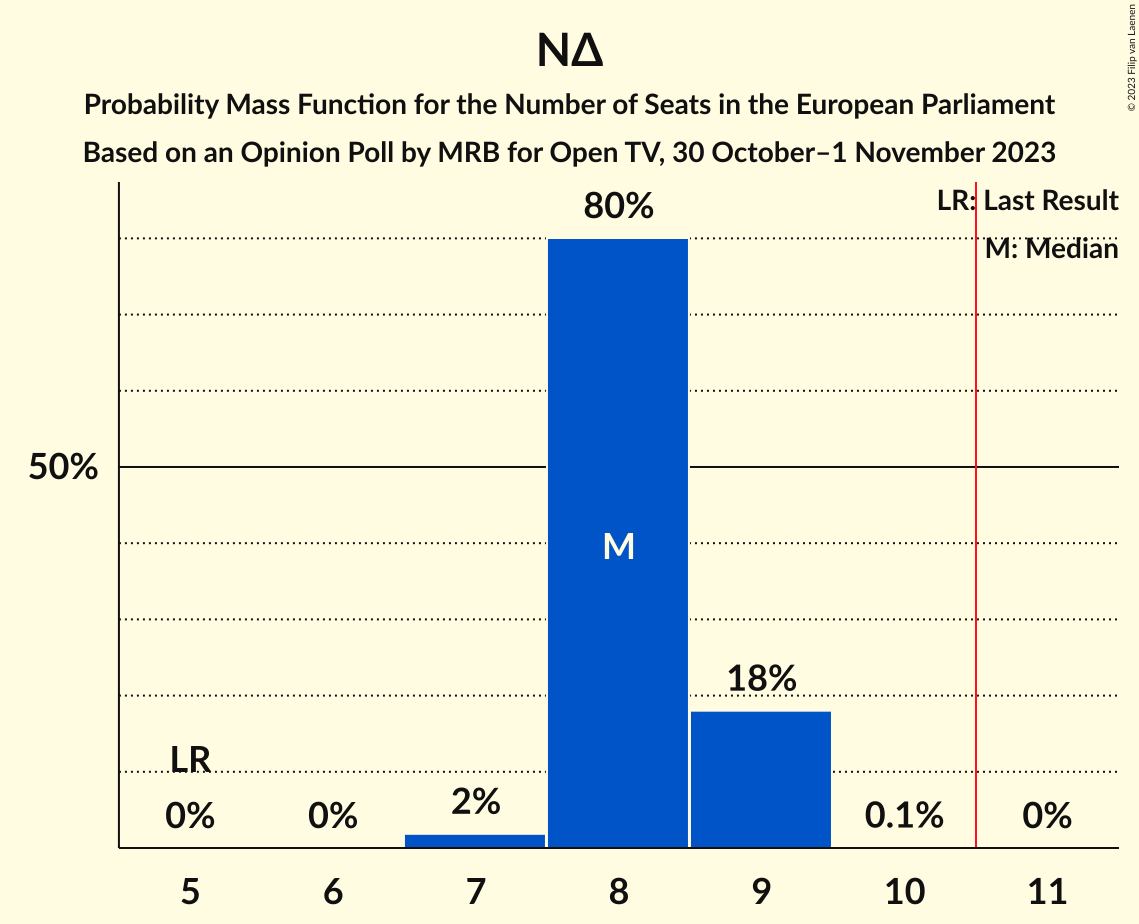 ΝΔ
Probability Mass Function for the Number of Seats in the European Parliament
Based on an Opinion Poll by MRB for Open TV, 30 October–1 November 2023
© 2023 Filip van Laenen
LR: Last Result
M: Median
80%
50%
M
18%
LR
0%
0%
2%
0.1%
0%
5 6 7 8 9 10 11